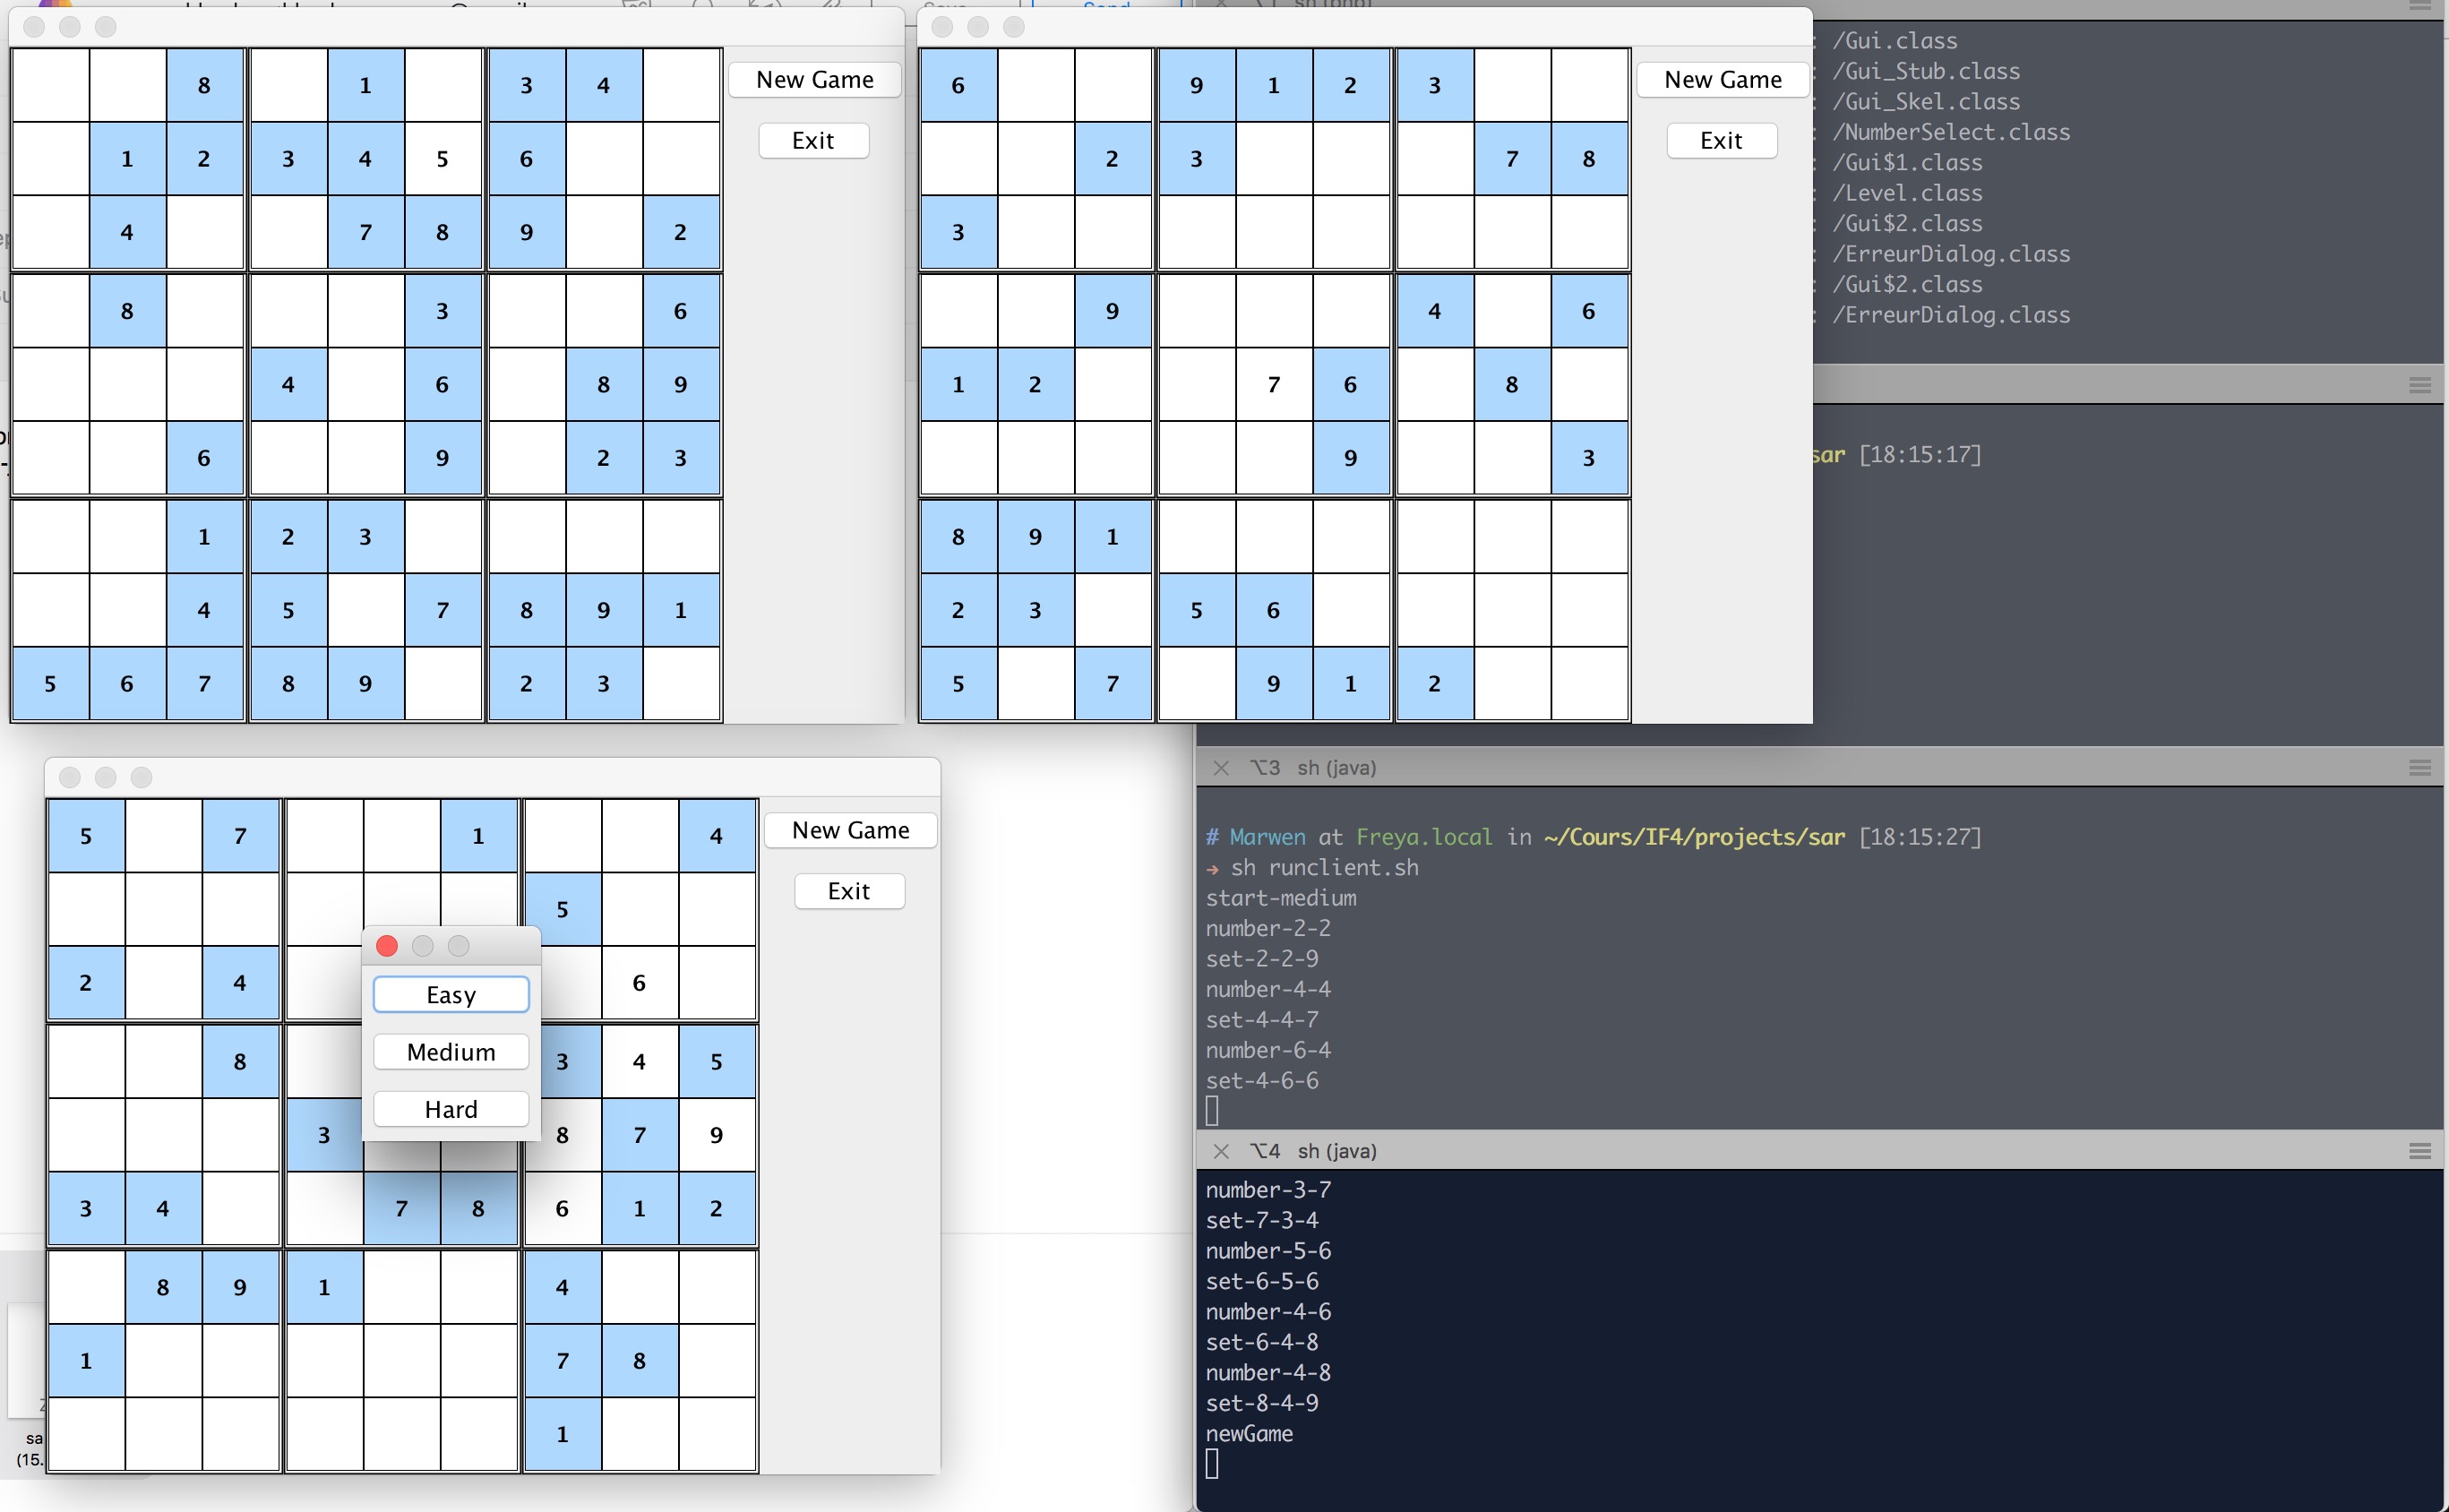 8 1 3 4
New Game
1 2 3 4 5 6
Exit
4 7 8 9 2
8 3 6
4 6 8 9
6 9 2 3
1 2 3
4 5 7 8 9 1
5 6 7 8 9 2 3
6 9 1 2 3
New Game
2 3 7 8
Exit
3
9 4 6
1 2 7 6 8
9 3
8 9 1
2 3 5 6
5 7 9 1 2
5 7 1 4
New Game
5
Exit
2 4 6
8 3 4 5
3 8 7 9
3 4 7 8 6 1 2
8 9 1 4
1 7 8
1
Easy
Medium
Hard
: /Gui.class
: /Gui_Stub.class
: /Gui_Skel.class
: /NumberSelect.class
: /Gui$1.class
: /Level.class
: /Gui$2.class
: /ErreurDialog.class
: /Gui$2.class
: /ErreurDialog.class
sar [18:15:17]
⌥3 sh (java)
# Marwen at Freya.local in ~/Cours/IF4/projects/sar [18:15:27]
→ sh runclient.sh
start-medium
number-2-2
set-2-2-9
number-4-4
set-4-4-7
number-6-4
set-4-6-6
⌥4 sh (java)
number-3-7
set-7-3-4
number-5-6
set-6-5-6
number-4-6
set-6-4-8
number-4-8
set-8-4-9
newGame
sa
(15.